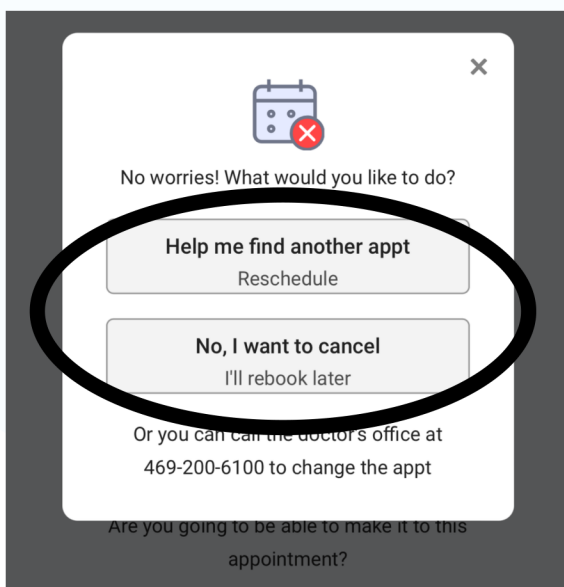 No worries! What would you like to do?
Help me find another appt
Reschedule
No, I want to cancel
I'll rebook later
Or you can call the doctor's office at
469-200-6100 to change the appt
Are you going to be able to make it to this
appointment?